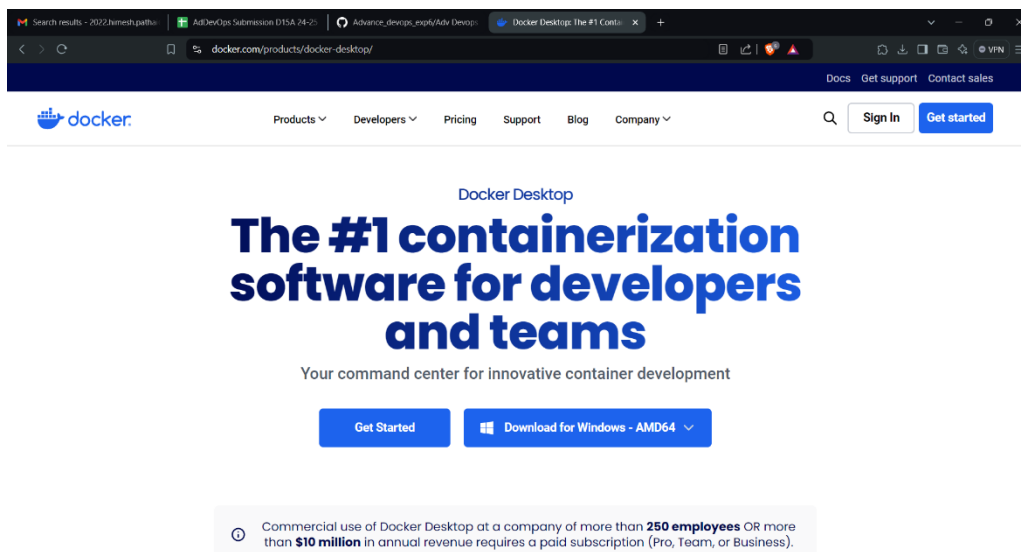 Search results - 2022.himesh.patha
AdDevOps Submission D15A 24-25
Advance_devops_exp6/Adv Devops
Docker Desktop: The #1 Contai
docker.com/products/docker-desktop/
VPN
Docs Get support Contact sales
docker
Products Developers Pricing Support Blog Company
Sign In
Get started
Docker Desktop
The #1 containerization
software for developers
and teams
Your command center for innovative container development
Get Started
Download for Windows - AMD64
Commercial use of Docker Desktop at a company of more than 250 employees OR more
than $10 million in annual revenue requires a paid subscription (Pro, Team, or Business).